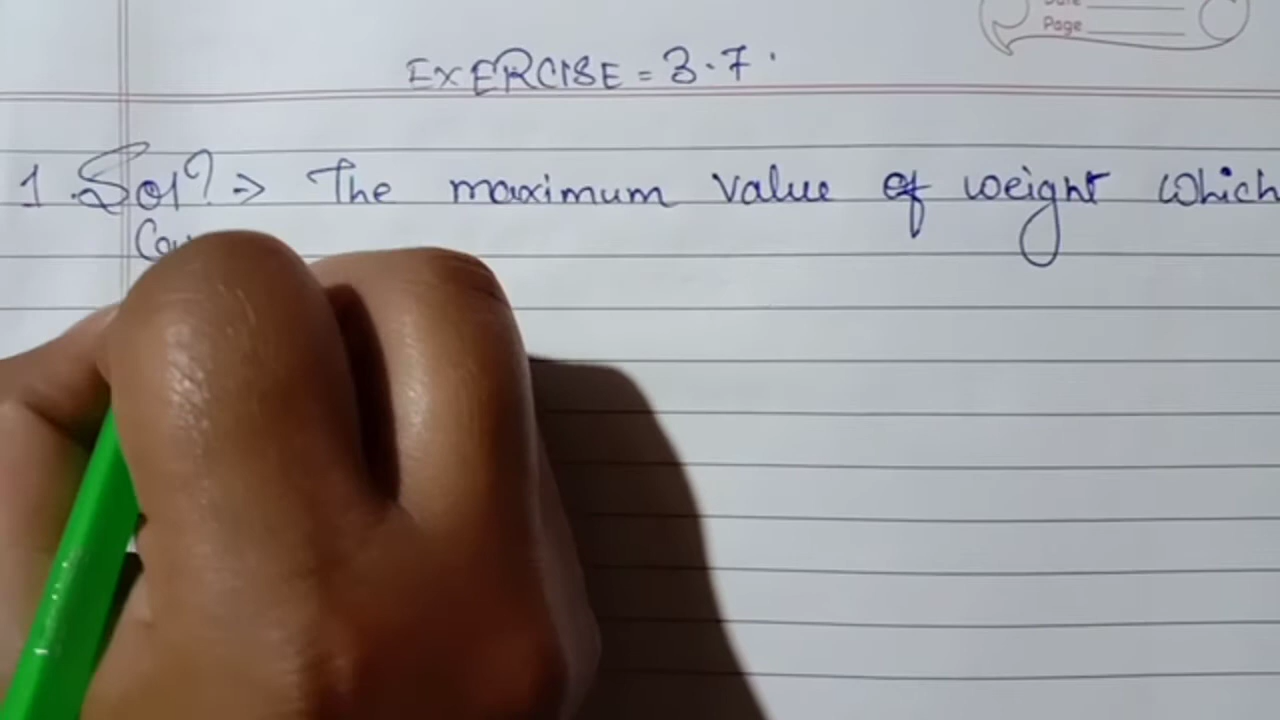 Page
EXERCISE = 3.7.
1. Sol? => The maximum value of weight which